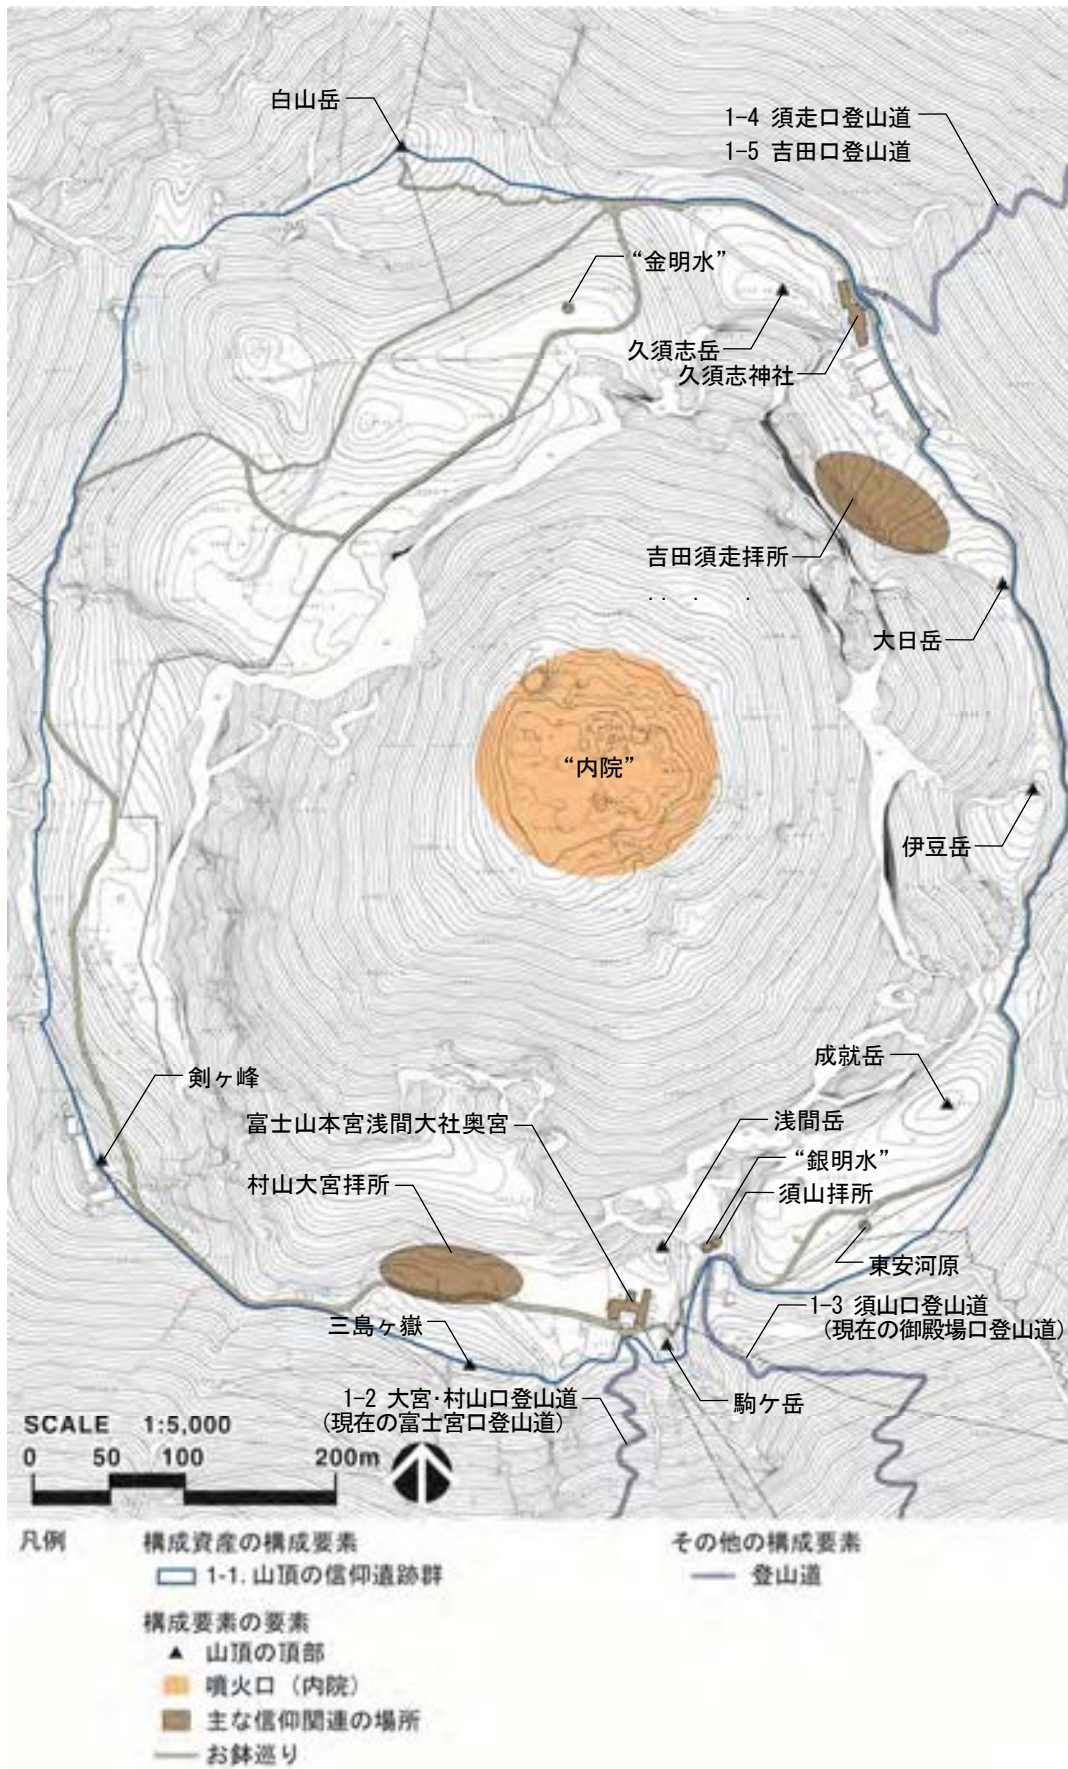 白山岳
1-4 須走口登山道
1-5 吉田口登山道
“金明水”
久須志岳
久須志神社
吉田須走拝所
大日岳
“内院”
伊豆岳
成就岳
剣ヶ峰
富士山本宮浅間大社奥宮
浅間岳
“銀明水”
村山大宮拝所
須山拝所
東安河原
1-3 須山口登山道
(現在の御殿場口登山道)
三島ヶ嶽
1-2 大宮・村山口登山道
(現在の富士宮口登山道)
駒ケ岳
SCALE 1:5,000
0 50 100 200m
凡例
構成資産の構成要素
1-1. 山頂の信仰遺跡群
その他の構成要素
登山道
構成要素の要素
山頂の頂部
噴火口（内院）
主な信仰関連の場所
お鉢巡り